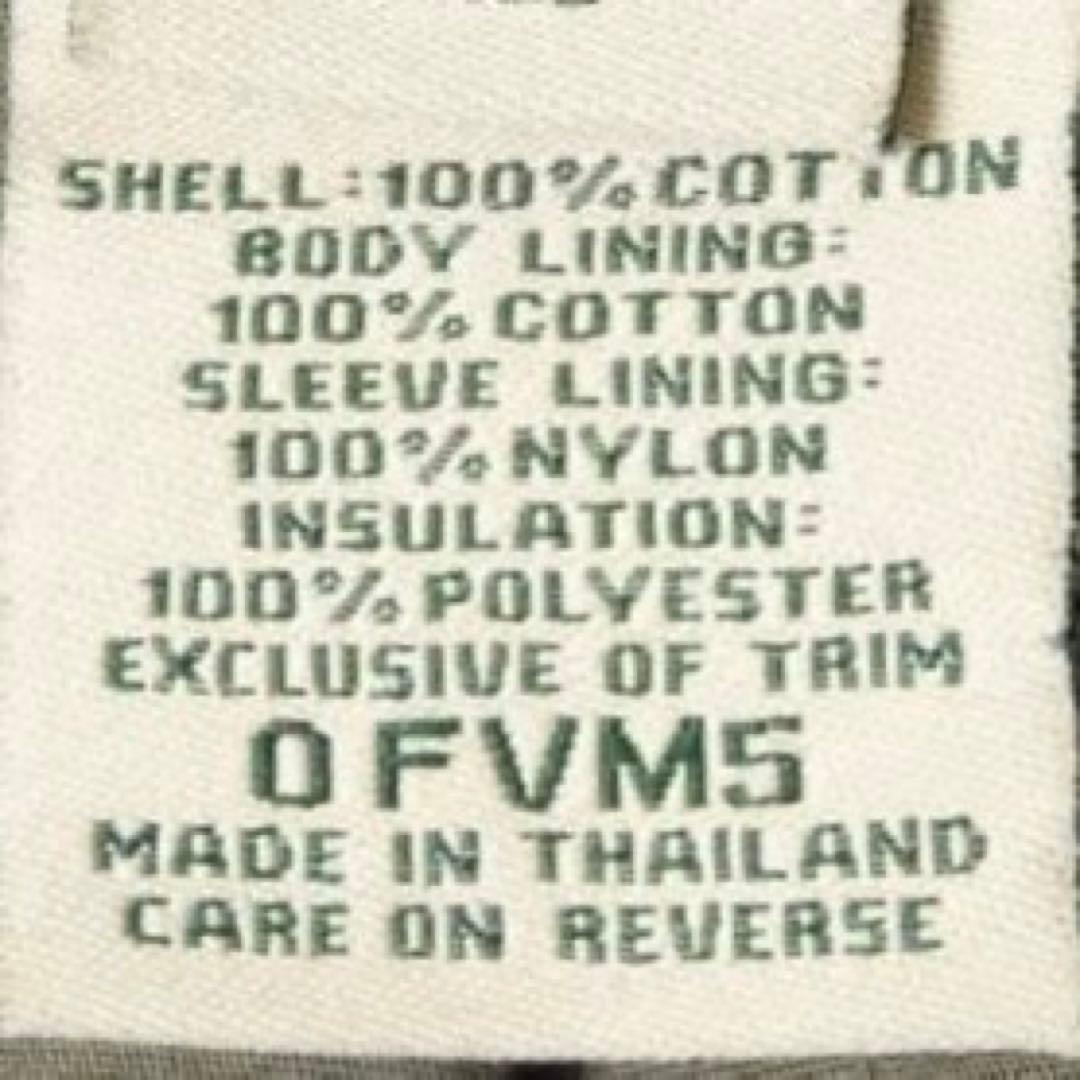 SHELL:100%COTTON
BODY LINING:
100%COTTON
SLEEVE LINING:
100%NYLON
INSULATION:
100%POLYESTER
EXCLUSIVE OF TRIM
0FVM5
MADE IN THAILAND
CARE ON REVERSE